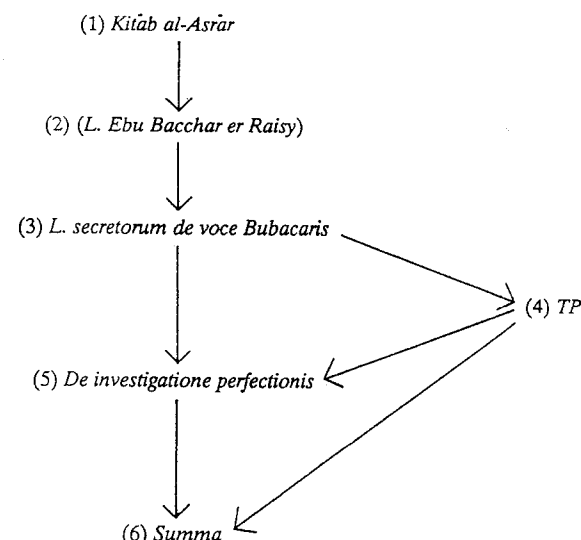 (1) Kitāb al-Asrār
(2) (L. Ebu Bacchar er Raisy)
(3) L. secretorum de voce Bubacaris
(4) TP
(5) De investigatione perfectionis
(6) Summa